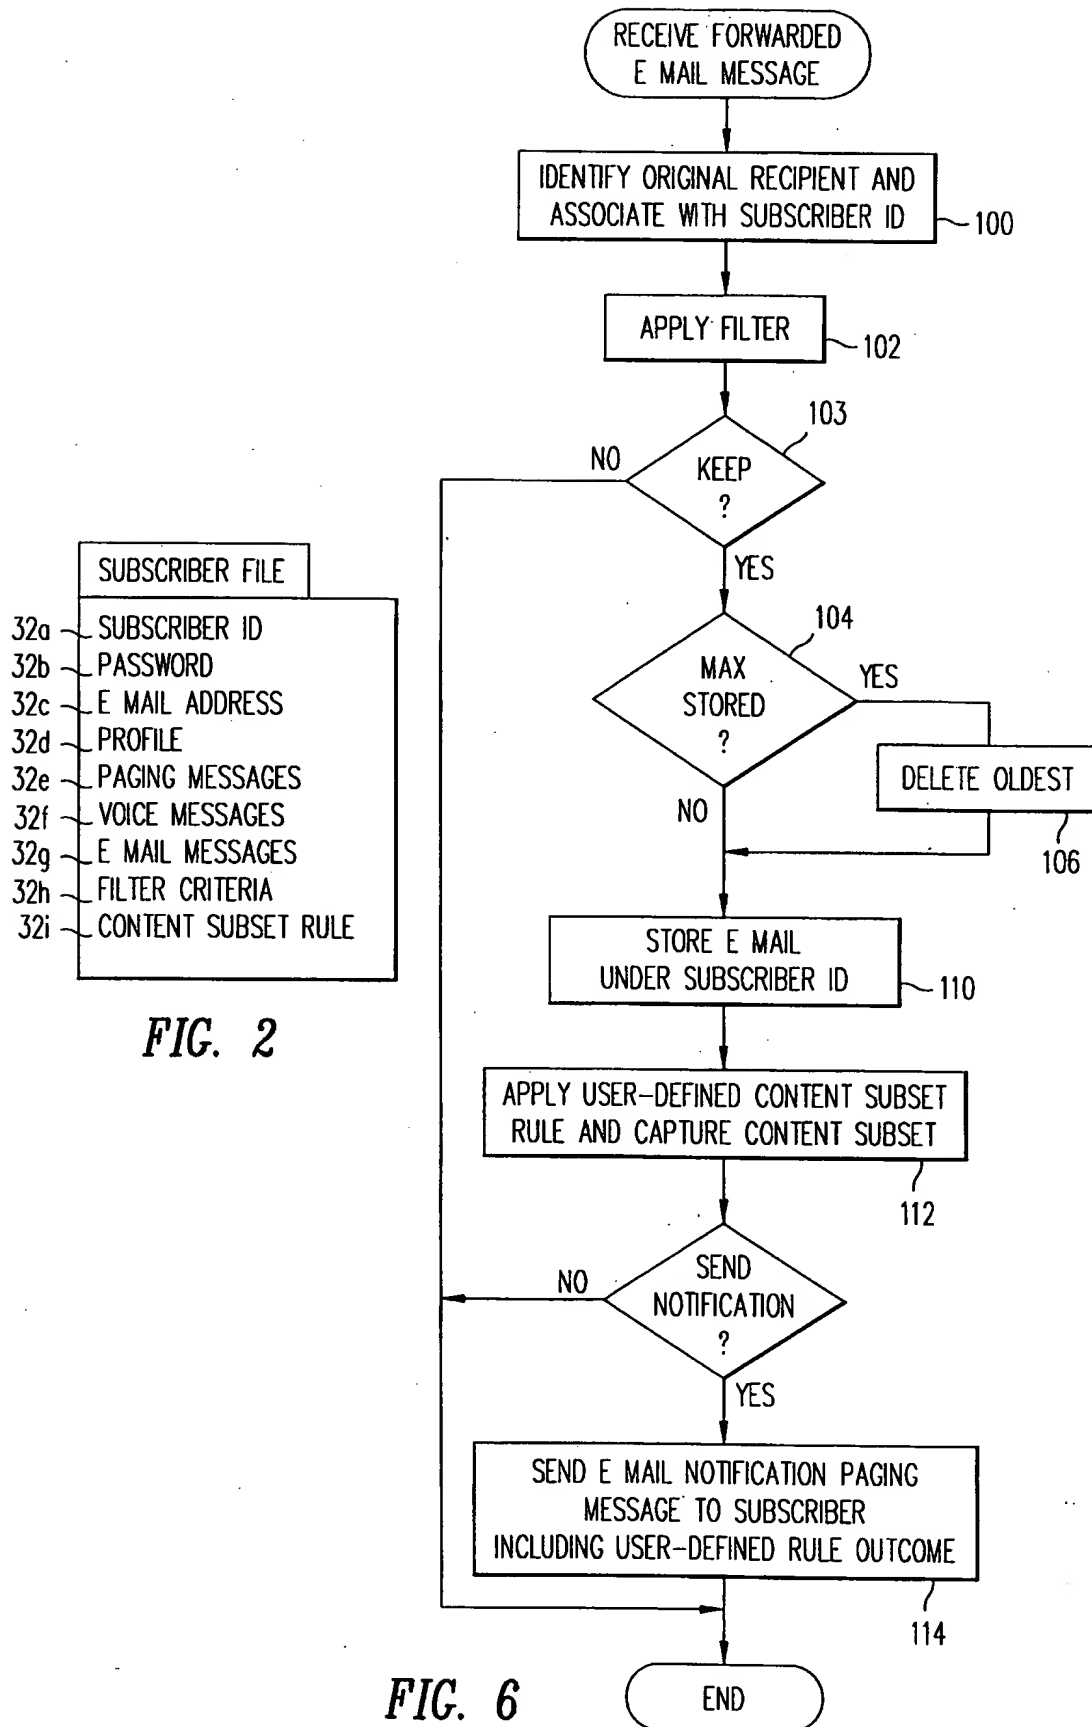 RECEIVE FORWARDED
E MAIL MESSAGE
IDENTIFY ORIGINAL RECIPIENT AND
ASSOCIATE WITH SUBSCRIBER ID
100
APPLY FILTER
102
103
KEEP
?
NO
YES
104
MAX
STORED
?
YES
NO
DELETE OLDEST
106
STORE E MAIL
UNDER SUBSCRIBER ID
110
APPLY USER-DEFINED CONTENT SUBSET
RULE AND CAPTURE CONTENT SUBSET
112
SEND
NOTIFICATION
?
NO
YES
SEND E MAIL NOTIFICATION PAGING
MESSAGE TO SUBSCRIBER
INCLUDING USER-DEFINED RULE OUTCOME
114
END
FIG. 6
SUBSCRIBER FILE
32a SUBSCRIBER ID
32b PASSWORD
32c E MAIL ADDRESS
32d PROFILE
32e PAGING MESSAGES
32f VOICE MESSAGES
32g E MAIL MESSAGES
32h FILTER CRITERIA
32i CONTENT SUBSET RULE
FIG. 2